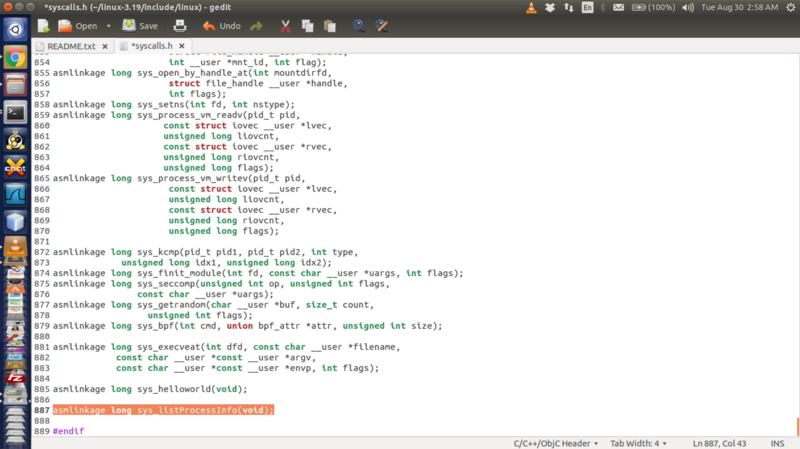 *syscalls.h (~/linux-3.19/include/linux) - gedit
En (100%) Tue Aug 30 2:58 AM
Open Save Undo
README.txt × *syscalls.h ×
854 int __user *mnt_id, int flag);
855 asmlinkage long sys_open_by_handle_at(int mountdirfd,
856 struct file_handle __user *handle,
857 int flags);
858 asmlinkage long sys_setns(int fd, int nstype);
859 asmlinkage long sys_process_vm_readv(pid_t pid,
860 const struct iovec __user *lvec,
861 unsigned long liovcnt,
862 const struct iovec __user *rvec,
863 unsigned long riovcnt,
864 unsigned long flags);
865 asmlinkage long sys_process_vm_writev(pid_t pid,
866 const struct iovec __user *lvec,
867 unsigned long liovcnt,
868 const struct iovec __user *rvec,
869 unsigned long riovcnt,
870 unsigned long flags);
871
872 asmlinkage long sys_kcmp(pid_t pid1, pid_t pid2, int type,
873 unsigned long idx1, unsigned long idx2);
874 asmlinkage long sys_finit_module(int fd, const char __user *uargs, int flags);
875 asmlinkage long sys_seccomp(unsigned int op, unsigned int flags,
876 const char __user *uargs);
877 asmlinkage long sys_getrandom(char __user *buf, size_t count,
878 unsigned int flags);
879 asmlinkage long sys_bpf(int cmd, union bpf_attr *attr, unsigned int size);
880
881 asmlinkage long sys_execveat(int dfd, const char __user *filename,
882 const char __user *const __user *argv,
883 const char __user *const __user *envp, int flags);
884
885 asmlinkage long sys_helloworld(void);
886
887 asmlinkage long sys_listProcessInfo(void);
888
889 #endif
C/C++/ObjC Header Tab Width: 4 Ln 887, Col 43 INS